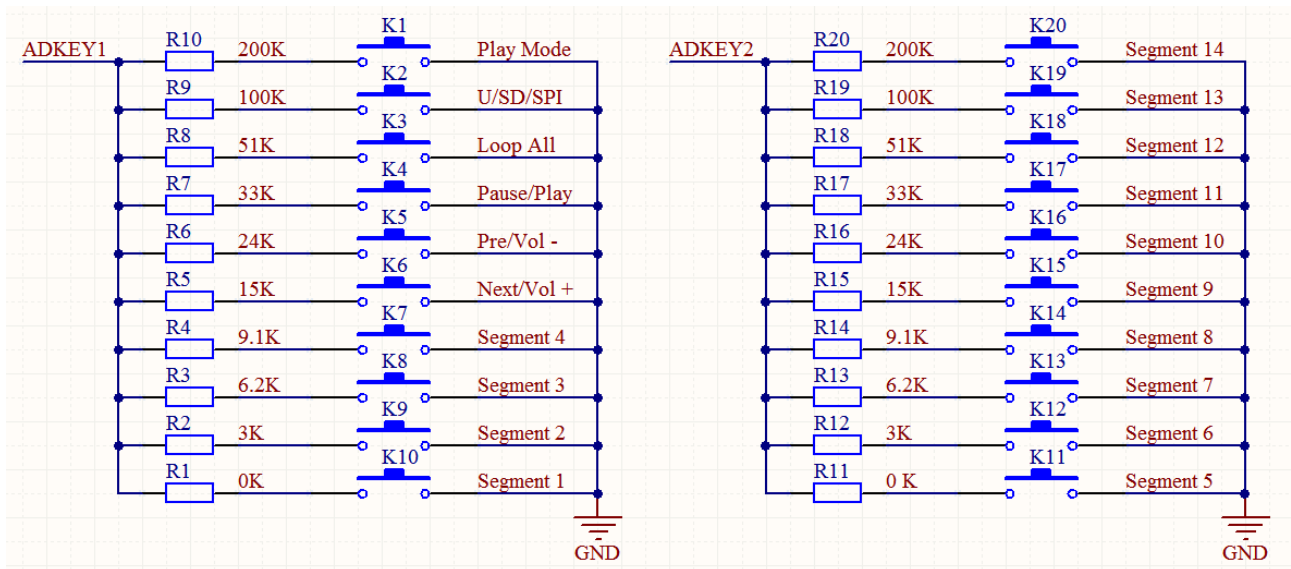 K1 K20
ADKEY1 R10 200K Play Mode ADKEY2 R20 200K Segment 14
K2 K19
R9 100K U/SD/SPI R19 100K Segment 13
K3 K18
R8 51K Loop All R18 51K Segment 12
K4 K17
R7 33K Pause/Play R17 33K Segment 11
K5 K16
R6 24K Pre/Vol - R16 24K Segment 10
K6 K15
R5 15K Next/Vol + R15 15K Segment 9
K7 K14
R4 9.1K Segment 4 R14 9.1K Segment 8
K8 K13
R3 6.2K Segment 3 R13 6.2K Segment 7
K9 K12
R2 3K Segment 2 R12 3K Segment 6
K10 K11
R1 0K Segment 1 R11 0 K Segment 5
GND GND